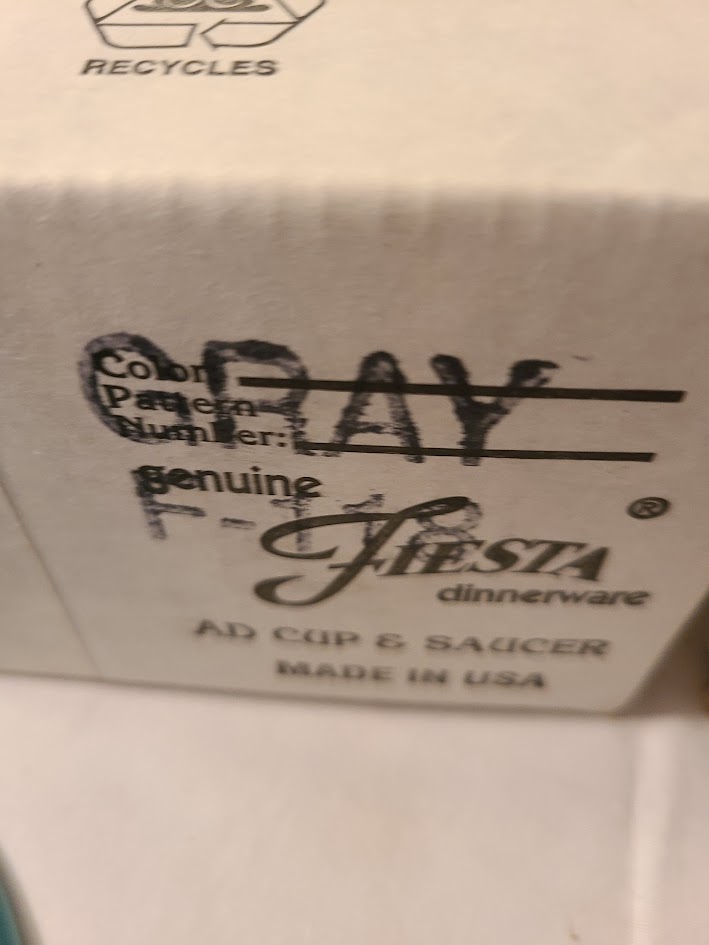 RECYCLES
Color
GRAY
Pattern
Number:
genuine
F-118
FIESTA®
dinnerware
AD CUP & SAUCER
MADE IN USA